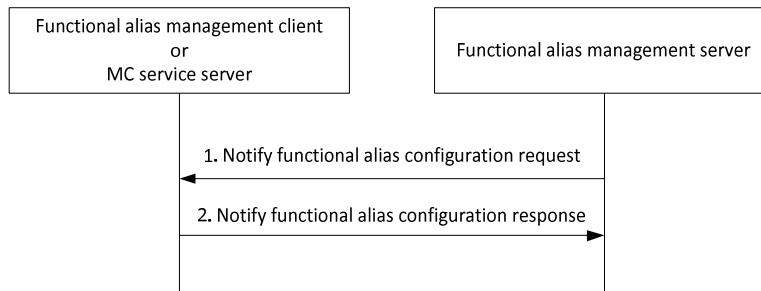 Functional alias management client
or
MC service server
Functional alias management server
1. Notify functional alias configuration request
2. Notify functional alias configuration response